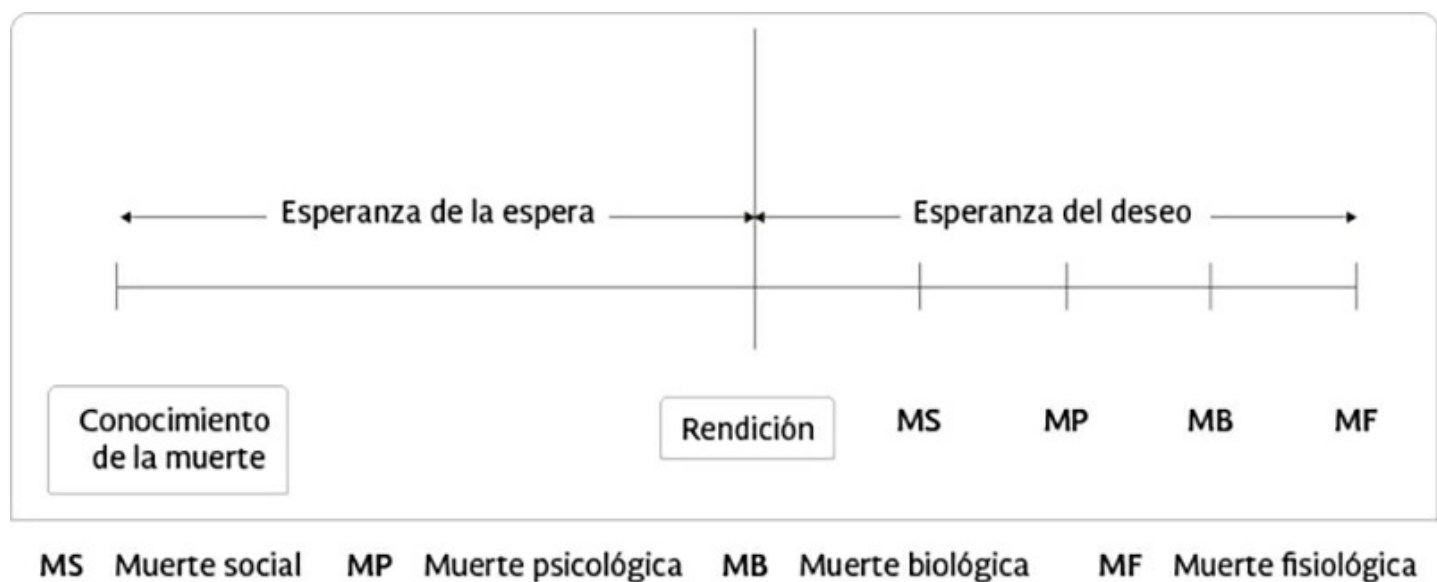 Esperanza de la espera
Esperanza del deseo
Conocimiento
de la muerte
Rendición
MS
MP
MB
MF
MS Muerte social MP Muerte psicológica MB Muerte biológica MF Muerte fisiológica